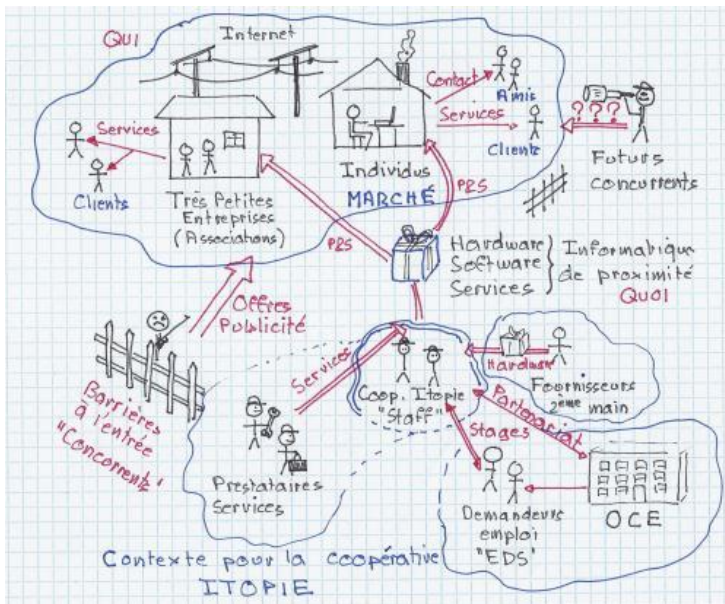 QUI
Internet
Contact
Amis
Services
Clients
Services
Clients
Très Petites
Entreprises
(Associations)
Individus
MARCHÉ
? ? ?
Futurs
concurrents
P&S
P&S
Hardware
Software
Services
Informatique
de proximité
QUOI
Offres
Publicité
Barrières
à l'entrée
"Concurrents"
Services
Coop. Itopie
"Staff"
Hardware
Fournisseurs
2ème main
Partenariat
Stages
Prestataires
Services
Demandeurs
emploi
"EDS"
OCE
Contexte pour la coopérative
ITOPIE